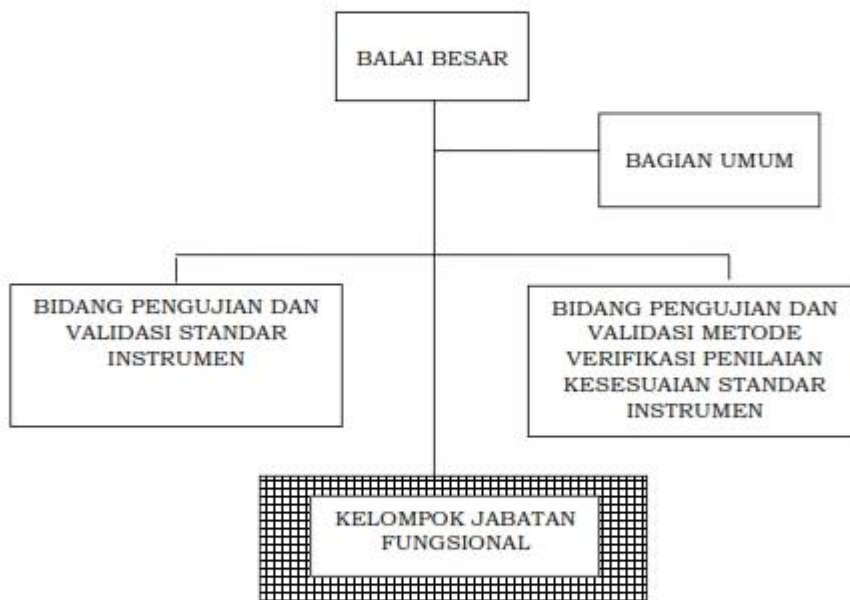 BALAI BESAR
BAGIAN UMUM
BIDANG PENGUJIAN DAN
VALIDASI STANDAR
INSTRUMEN
BIDANG PENGUJIAN DAN
VALIDASI METODE
VERIFIKASI PENILAIAN
KESESUAIAN STANDAR
INSTRUMEN
KELOMPOK JABATAN
FUNGSIONAL